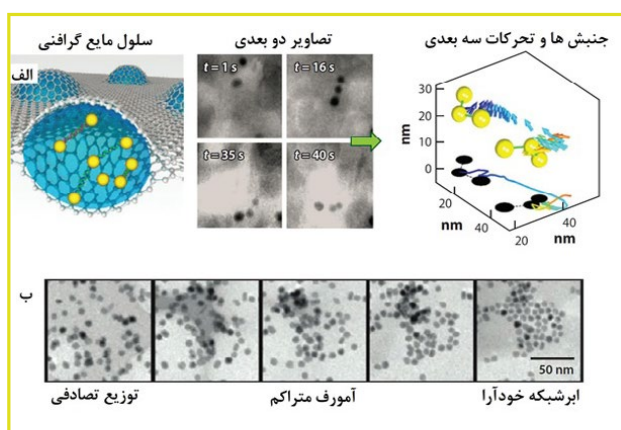 سلول مایع گرافنی
تصاویر دو بعدی
جنبش ها و تحرکات سه بعدی
الف
t = 1 s
t = 16 s
t = 35 s
t = 40 s
30
20
10
0
nm
20
40
nm
20
40
nm
ب
50 nm
توزیع تصادفی
آمورف متراکم
ابرشبکه خودآرا